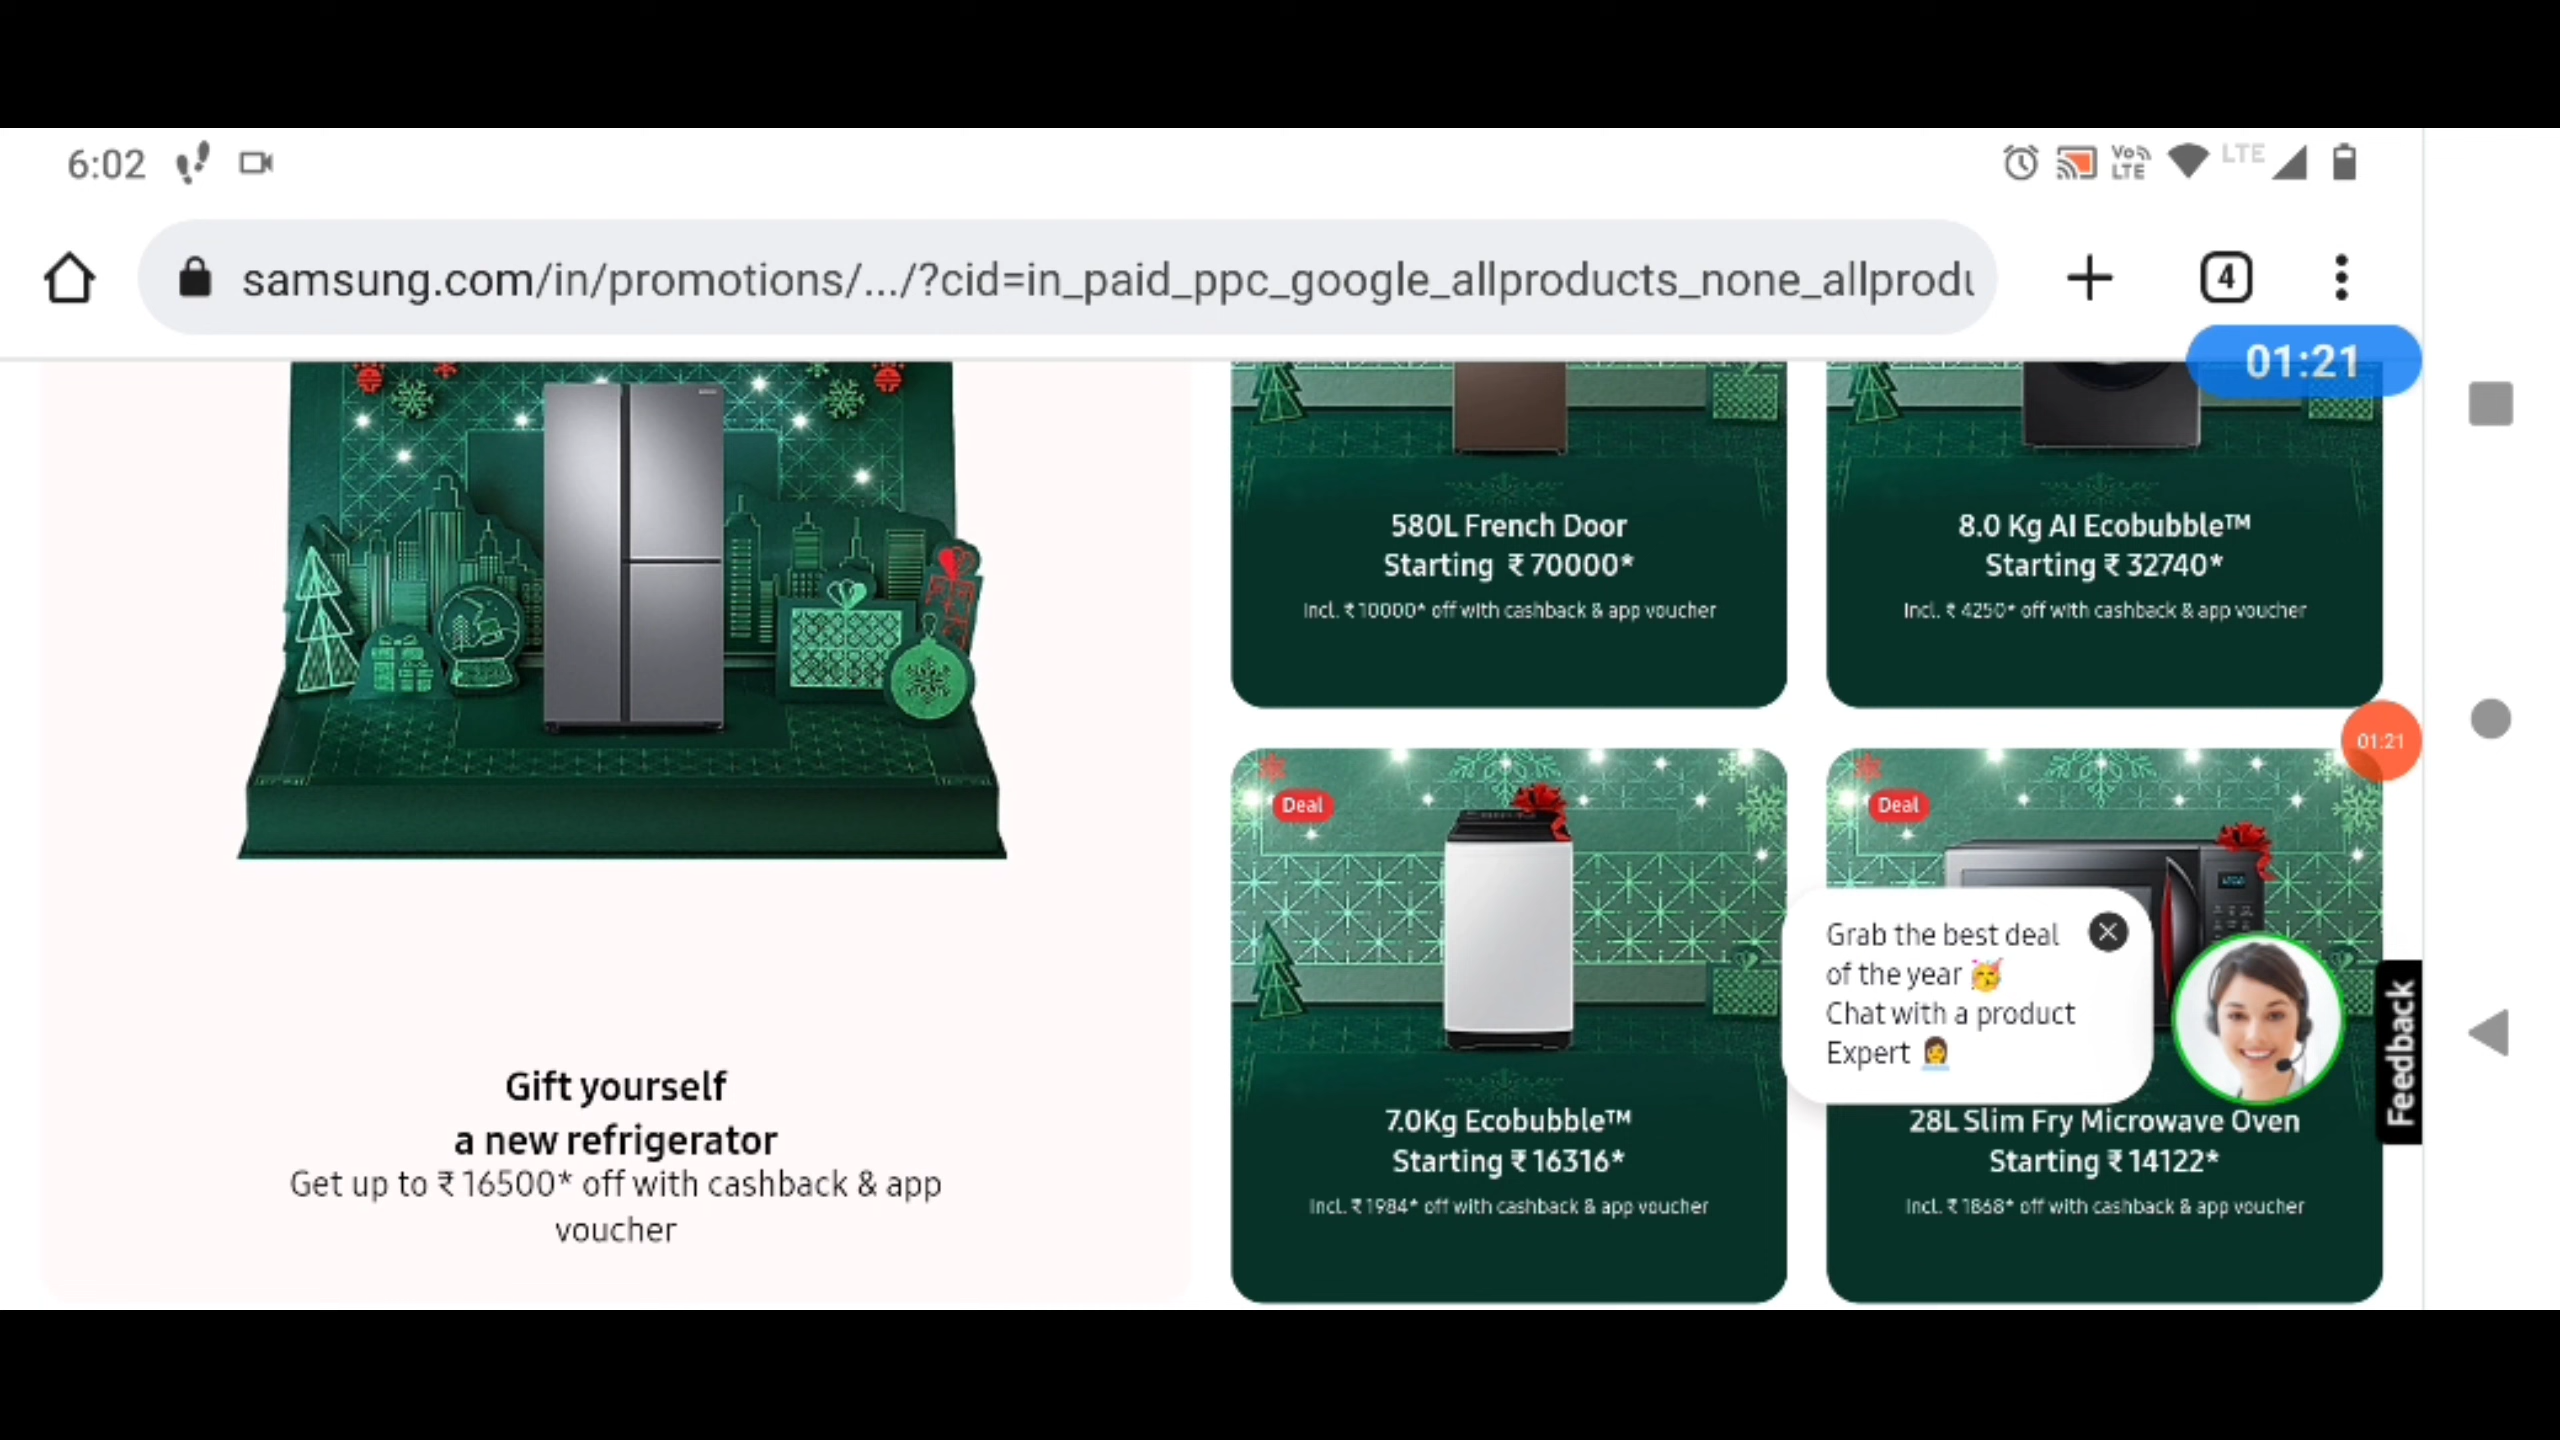 6:02
Vo LTE
LTE
samsung.com/in/promotions/.../?cid=in_paid_ppc_google_allproducts_none_allprodu
4
01:21
580L French Door
Starting ₹ 70000*
Incl. ₹ 10000* off with cashback & app voucher
8.0 Kg AI Ecobubble™
Starting ₹ 32740*
Incl. ₹ 4250* off with cashback & app voucher
01:21
Gift yourself
a new refrigerator
Get up to ₹ 16500* off with cashback & app
voucher
Deal
7.0Kg Ecobubble™
Starting ₹ 16316*
Incl. ₹ 1984* off with cashback & app voucher
Deal
Grab the best deal
of the year 🥳
Chat with a product
Expert 👩‍💼
28L Slim Fry Microwave Oven
Starting ₹ 14122*
Incl. ₹ 1868* off with cashback & app voucher
Feedback